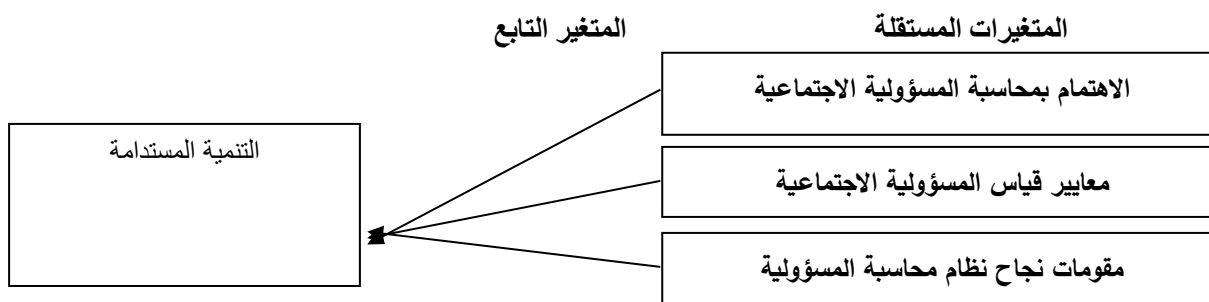 المتغيرات المستقلة
المتغير التابع
الاهتمام بمحاسبة المسؤولية الاجتماعية
التنمية المستدامة
معايير قياس المسؤولية الاجتماعية
مقومات نجاح نظام محاسبة المسؤولية